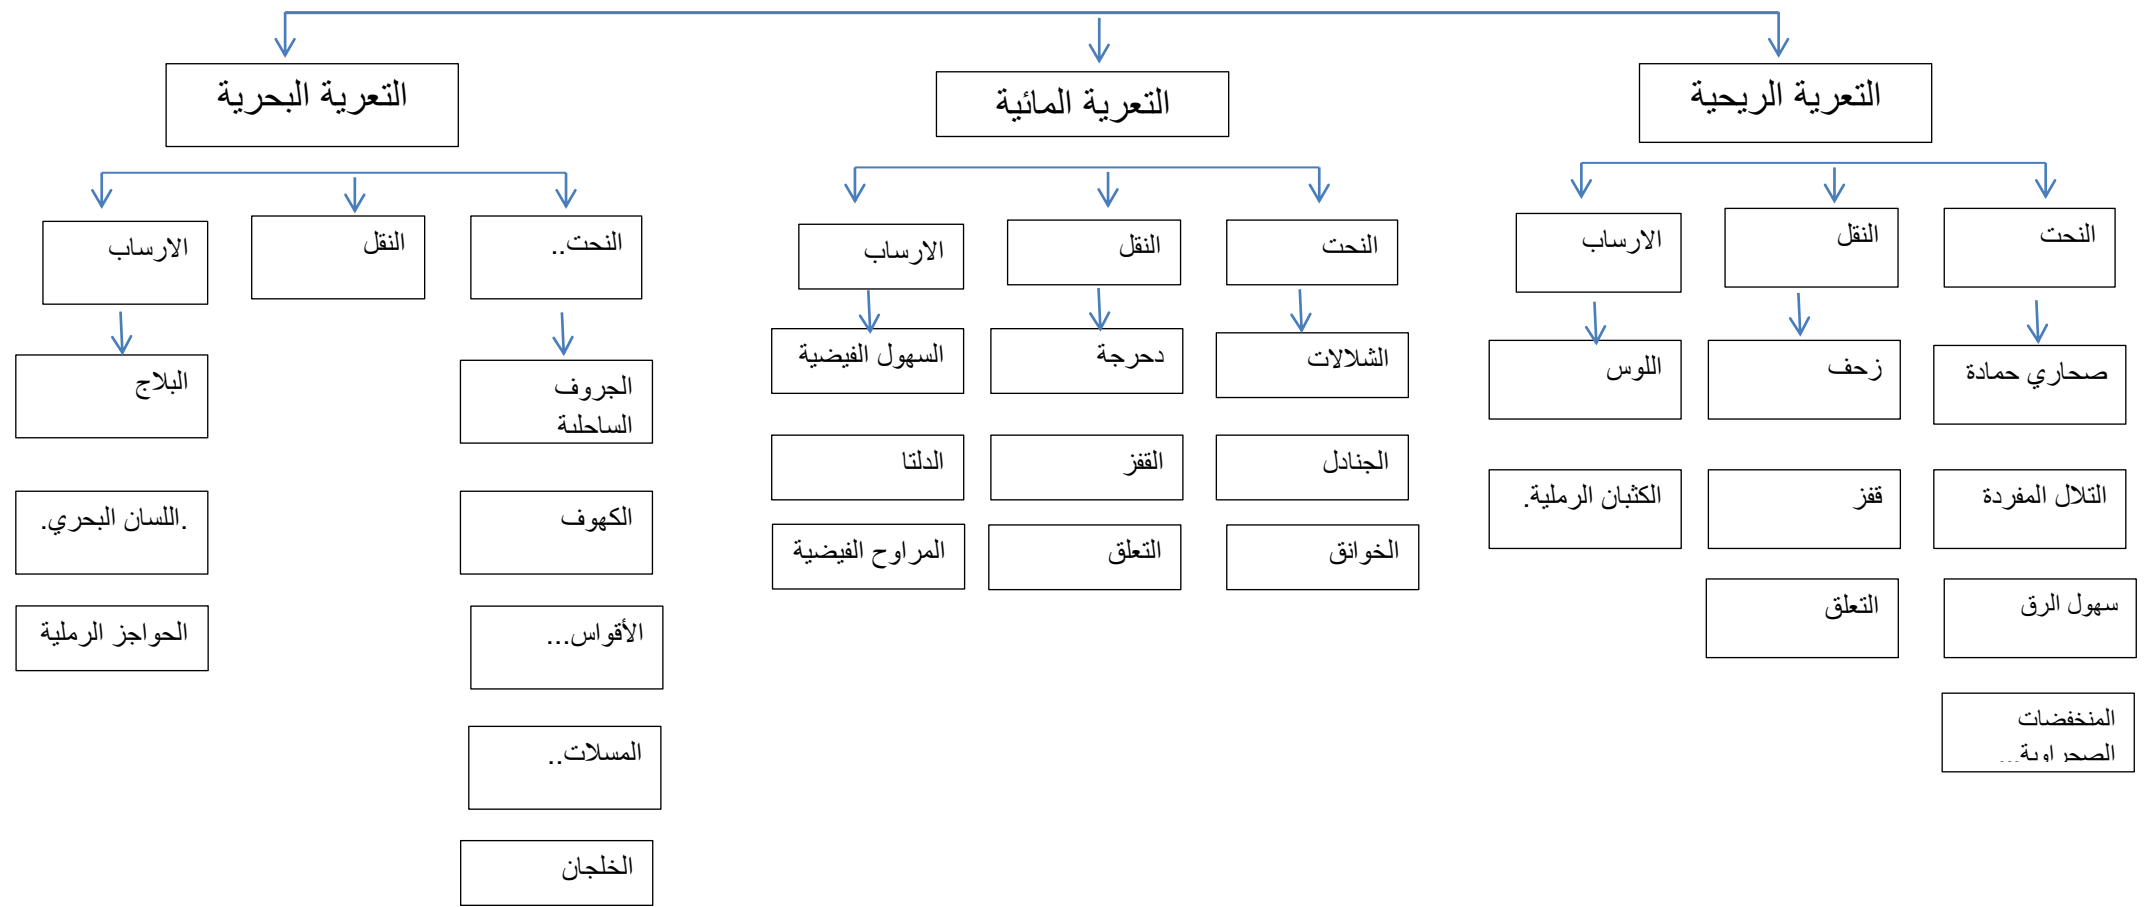 التعرية الريحية
التعرية المائية
التعرية البحرية
النحت
النقل
الارساب
النحت
النقل
الارساب
النحت..
النقل
الارساب
صحاري حمادة
زحف
اللوس
الشلالات
دحرجة
السهول الفيضية
الجروف
الساحلية
البلاج
التلال المفردة
قفز
الكثبان الرملية.
الجنادل
القفز
الدلتا
الكهوف
.اللسان البحري.
سهول الرق
التعلق
الخوانق
التعلق
المراوح الفيضية
الأقواس...
الحواجز الرملية
المنخفضات
الصحراوية...
المسلات..
الخلجان